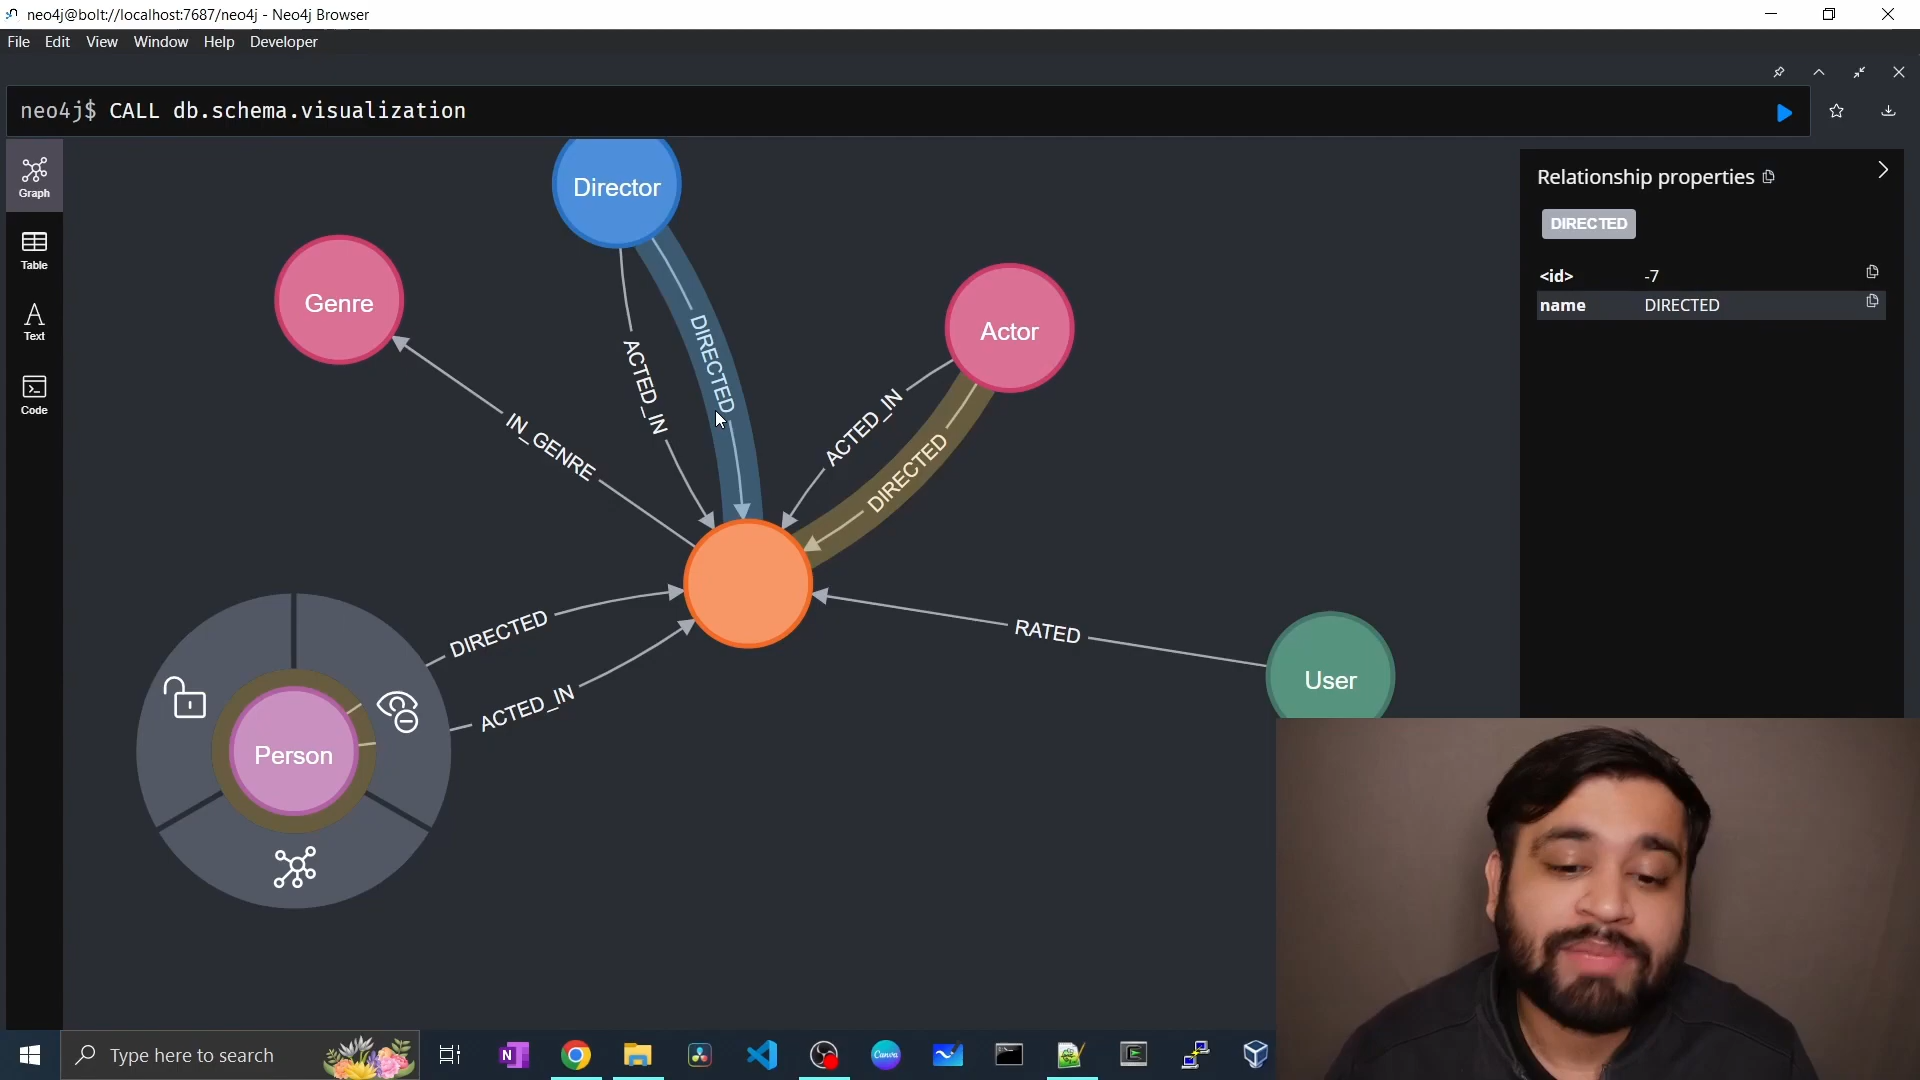 neo4j@bolt://localhost:7687/neo4j - Neo4j Browser
File Edit View Window Help Developer
neo4j$ CALL db.schema.visualization
Graph
Table
Text
Code
Director
Genre
Actor
ACTED_IN
DIRECTED
ACTED_IN
DIRECTED
IN_GENRE
DIRECTED
ACTED_IN
RATED
User
Person
Relationship properties
DIRECTED
<id> -7
name DIRECTED
Type here to search
N
Canva